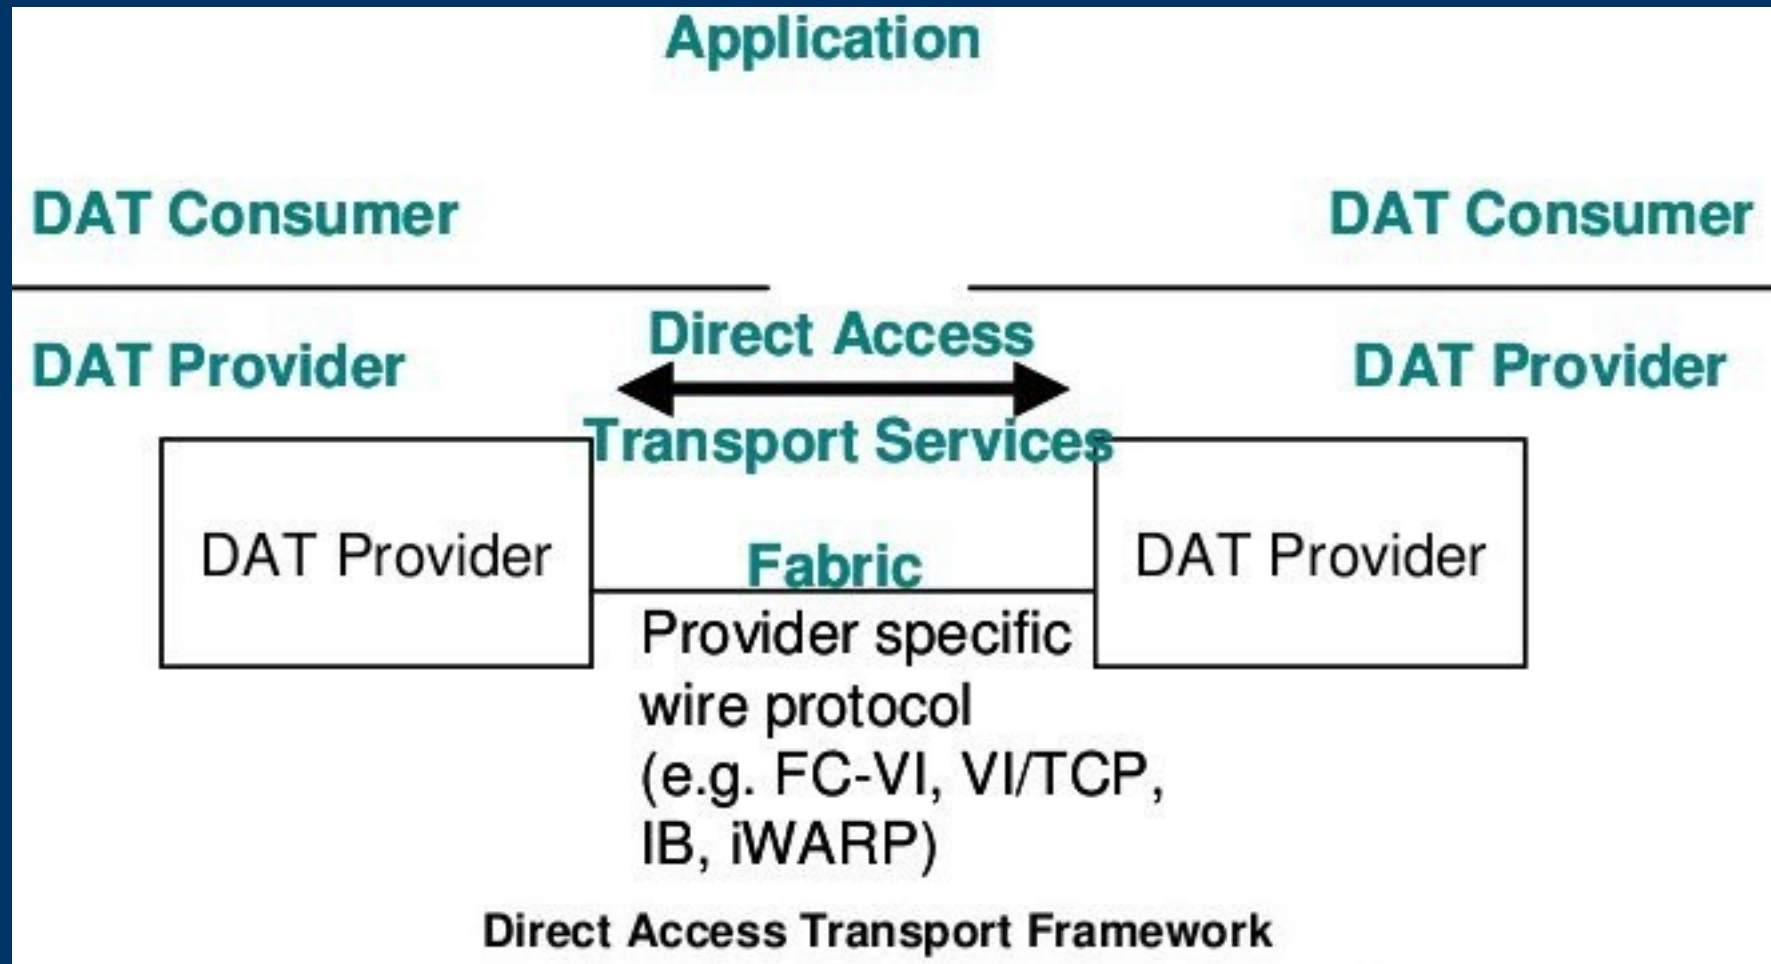 Application
DAT Consumer
DAT Consumer
Direct Access
DAT Provider
DAT Provider
Transport Services
DAT Provider
Fabric
DAT Provider
Provider specific
wire protocol
(e.g. FC-VI, VI/TCP,
IB, iWARP)
Direct Access Transport Framework